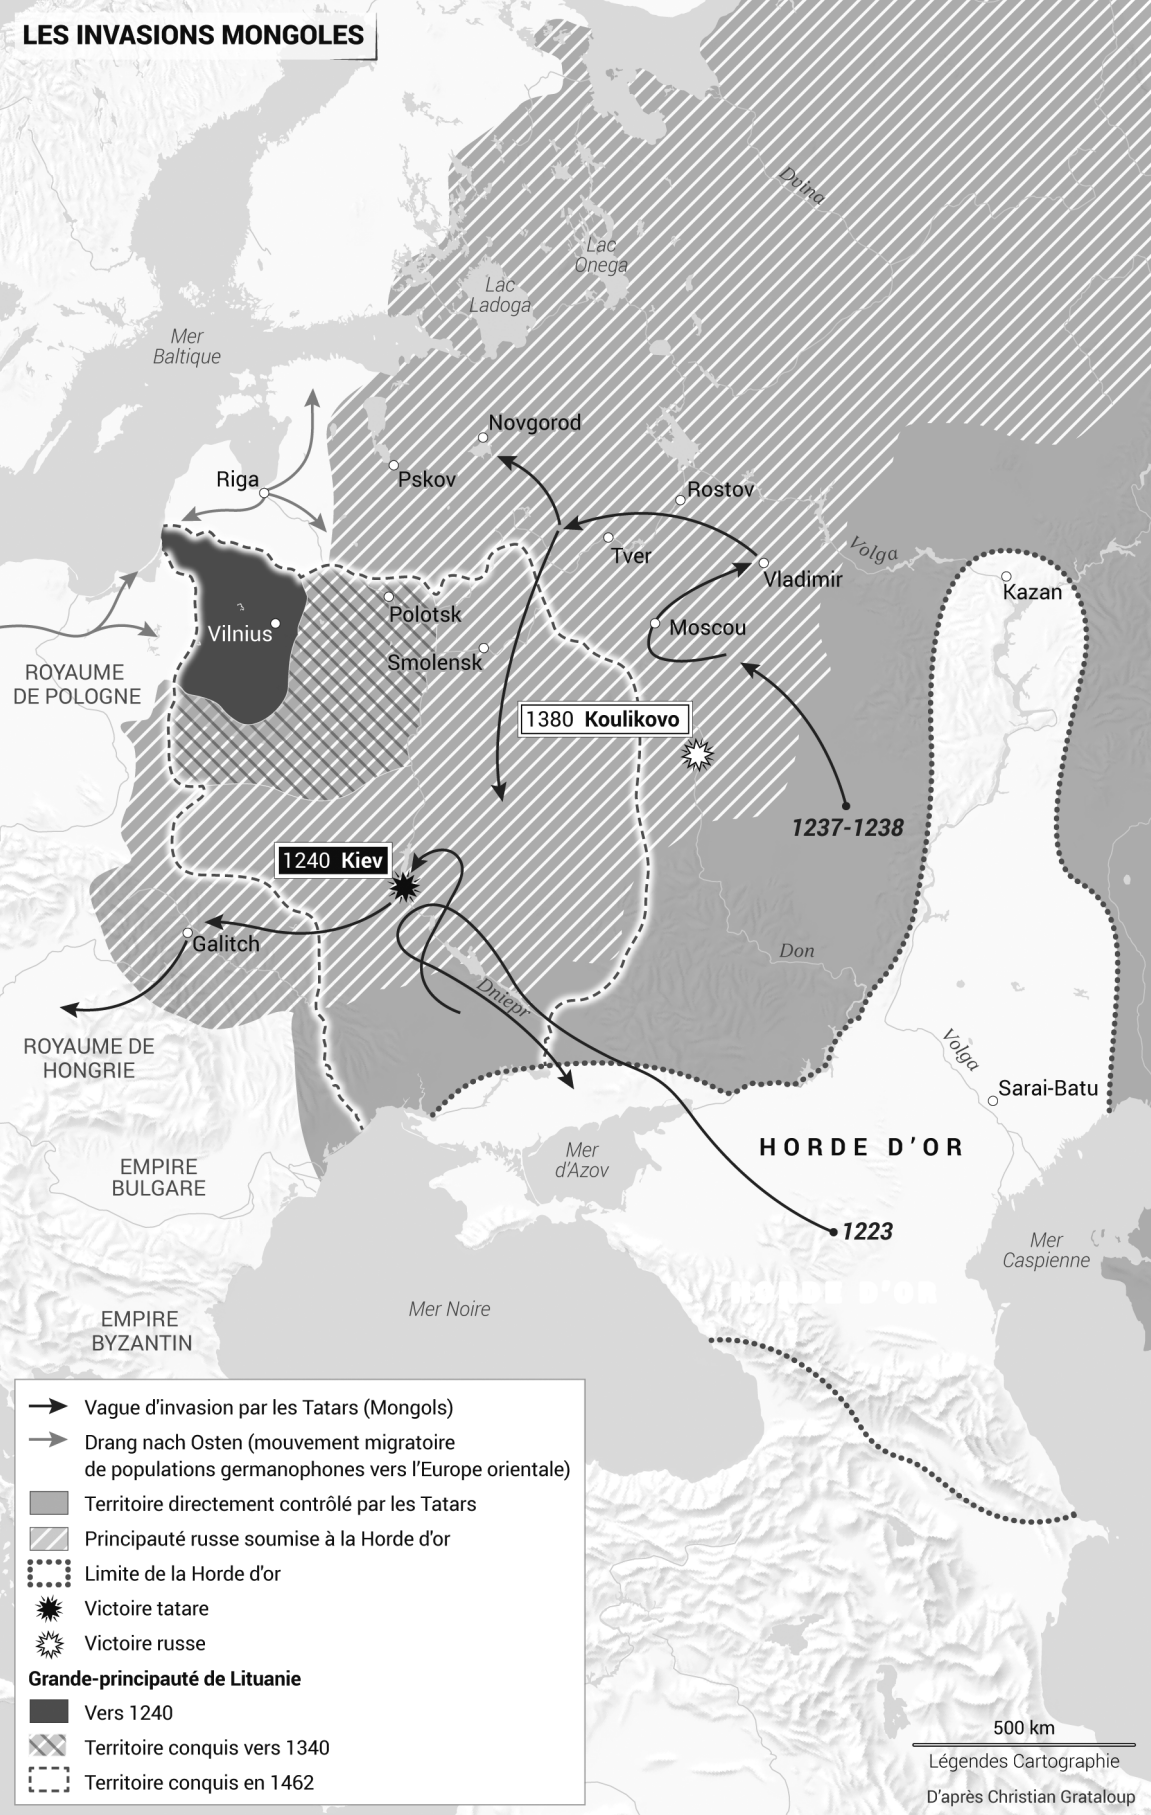 LES INVASIONS MONGOLES
Dvina
Lac
Onega
Lac
Ladoga
Mer
Baltique
Novgorod
Pskov
Riga
Rostov
Tver
Volga
Vladimir
Kazan
Polotsk
Vilnius
Moscou
Smolensk
ROYAUME
DE POLOGNE
1380 Koulikovo
1237-1238
1240 Kiev
Galitch
Don
Dniepr
ROYAUME DE
HONGRIE
Volga
Sarai-Batu
HORDE D'OR
Mer
d'Azov
EMPIRE
BULGARE
1223
Mer
Caspienne
HORDE D'OR
Mer Noire
EMPIRE
BYZANTIN
Vague d'invasion par les Tatars (Mongols)
Drang nach Osten (mouvement migratoire
de populations germanophones vers l'Europe orientale)
Territoire directement contrôlé par les Tatars
Principauté russe soumise à la Horde d'or
Limite de la Horde d'or
Victoire tatare
Victoire russe
Grande-principauté de Lituanie
Vers 1240
Territoire conquis vers 1340
Territoire conquis en 1462
500 km
Légendes Cartographie
D'après Christian Grataloup